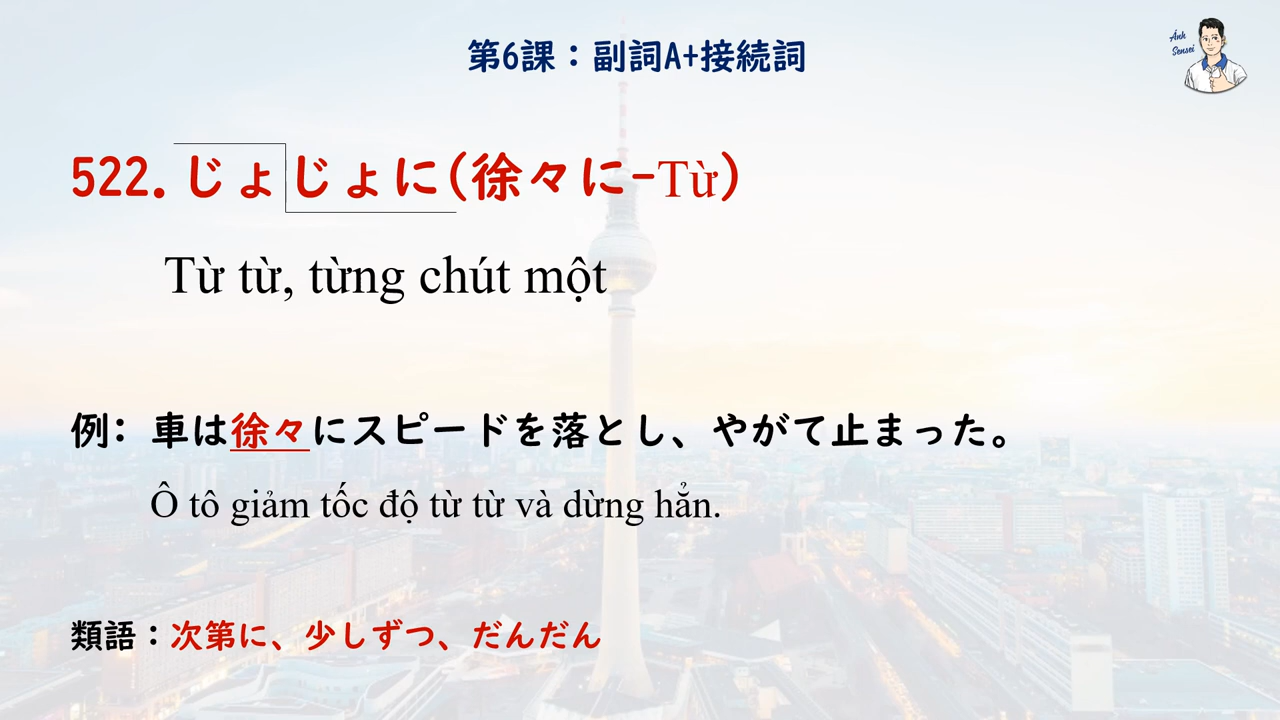 第6課：副詞A+接続詞
Ánh
Sensei
522. じょじょに(徐々に-Từ)
Từ từ, từng chút một
例: 車は徐々にスピードを落とし、やがて止まった。
Ô tô giảm tốc độ từ từ và dừng hẳn.
類語：次第に、少しずつ、だんだん